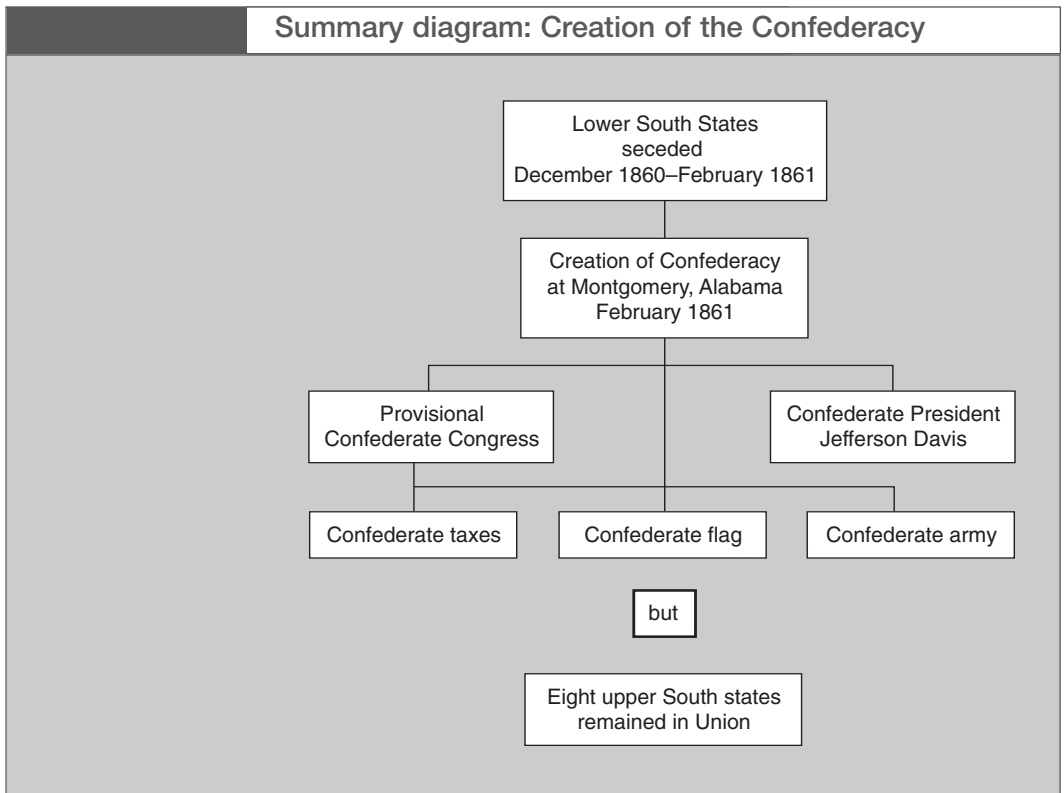 Summary diagram: Creation of the Confederacy
Lower South States
seceded
December 1860–February 1861
Creation of Confederacy
at Montgomery, Alabama
February 1861
Provisional
Confederate Congress
Confederate President
Jefferson Davis
Confederate taxes
Confederate flag
Confederate army
but
Eight upper South states
remained in Union